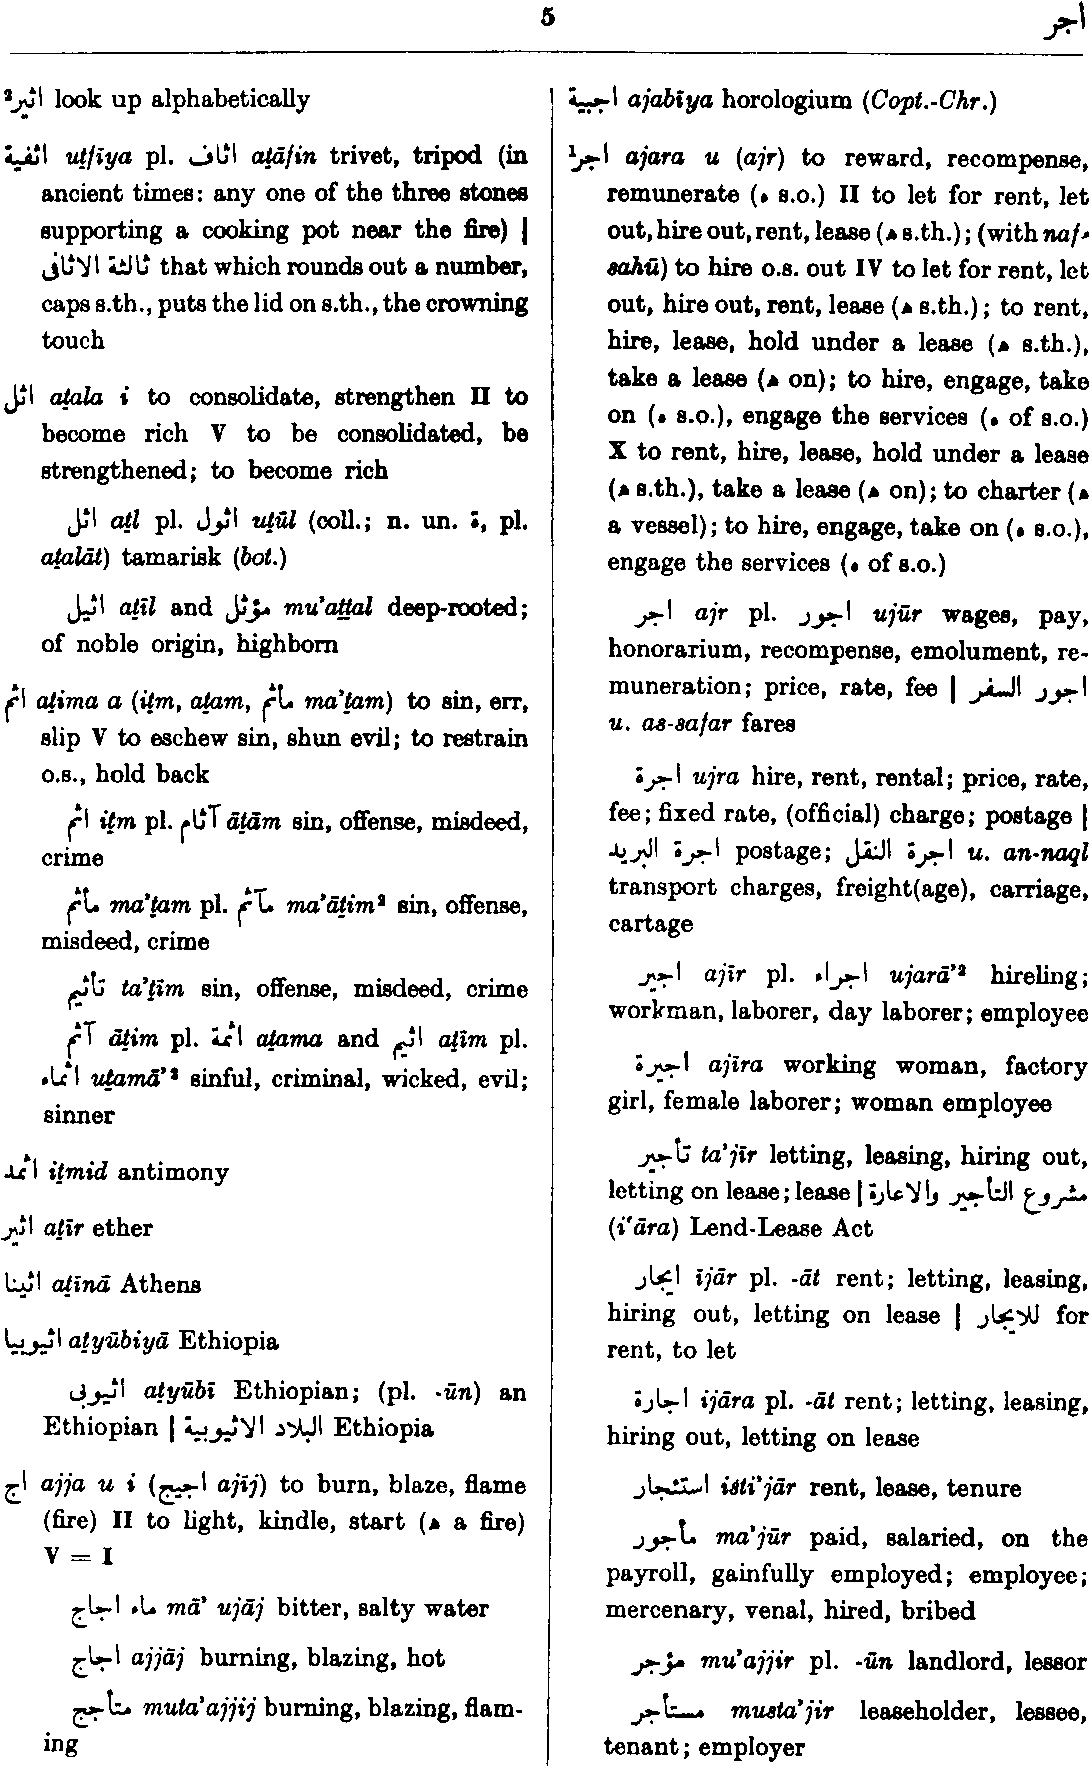 5
أجر
اثير² look up alphabetically
اثفية uṯfīya pl. اثاف aṯāfin trivet, tripod (in
ancient times: any one of the three stones
supporting a cooking pot near the fire) |
ثالثة الاثافى that which rounds out a number,
caps s.th., puts the lid on s.th., the crowning
touch
اثل aṯala i to consolidate, strengthen II to
become rich V to be consolidated, be
strengthened; to become rich
اثل aṯl pl. اثول uṯūl (coll.; n. un. ة, pl.
aṯalāt) tamarisk (bot.)
اثيل aṯīl and مؤثل mu’aṯṯal deep-rooted;
of noble origin, highborn
اثم aṯima a (iṯm, aṯam, مأثم ma’ṯam) to sin, err,
slip V to eschew sin, shun evil; to restrain
o.s., hold back
اثم iṯm pl. آثام āṯām sin, offense, misdeed,
crime
مأثم ma’ṯam pl. مآثم ma’āṯim² sin, offense,
misdeed, crime
تأثيم ta’ṯīm sin, offense, misdeed, crime
آثم āṯim pl. اثمة aṯama and اثيم aṯīm pl.
اثماء uṯamā’² sinful, criminal, wicked, evil;
sinner
اثمد iṯmid antimony
اثير aṯīr ether
اثينا aṯīnā Athens
اثيوبيا aṯyūbiyā Ethiopia
اثيوبى aṯyūbī Ethiopian; (pl. -ūn) an
Ethiopian | البلاد الاثيوبية Ethiopia
اج ajja u i (اجيج ajīj) to burn, blaze, flame
(fire) II to light, kindle, start (ه a fire)
V = I
ماء اجاج mā’ ujāj bitter, salty water
اجاج ajjāj burning, blazing, hot
متأجج muta’ajjij burning, blazing, flam-
ing
اجبية ajabīya horologium (Copt.-Chr.)
اجر¹ ajara u (ajr) to reward, recompense,
remunerate (ه s.o.) II to let for rent, let
out, hire out, rent, lease (ه s.th.); (with naf-
sahū) to hire o.s. out IV to let for rent, let
out, hire out, rent, lease (ه s.th.); to rent,
hire, lease, hold under a lease (ه s.th.),
take a lease (ه on); to hire, engage, take
on (ه s.o.), engage the services (ه of s.o.)
X to rent, hire, lease, hold under a lease
(ه s.th.), take a lease (ه on); to charter (ه
a vessel); to hire, engage, take on (ه s.o.),
engage the services (ه of s.o.)
اجر ajr pl. اجور ujūr wages, pay,
honorarium, recompense, emolument, re-
muneration; price, rate, fee | اجور السفر
u. as-safar fares
اجرة ujra hire, rent, rental; price, rate,
fee; fixed rate, (official) charge; postage |
اجرة البريد postage; اجرة النقل u. an-naql
transport charges, freight(age), carriage,
cartage
اجير ajīr pl. اجراء ujarā’² hireling;
workman, laborer, day laborer; employee
اجيرة ajīra working woman, factory
girl, female laborer; woman employee
تأجير ta’jīr letting, leasing, hiring out,
letting on lease; lease | مشروع التأجير والاعارة
(i‘āra) Lend-Lease Act
ايجار ījār pl. -āt rent; letting, leasing,
hiring out, letting on lease | للايجار for
rent, to let
اجارة ijāra pl. -āt rent; letting, leasing,
hiring out, letting on lease
استئجار isti’jār rent, lease, tenure
مأجور ma’jūr paid, salaried, on the
payroll, gainfully employed; employee;
mercenary, venal, hired, bribed
مؤجر mu’ajjir pl. -ūn landlord, lessor
مستأجر musta’jir leaseholder, lessee,
tenant; employer